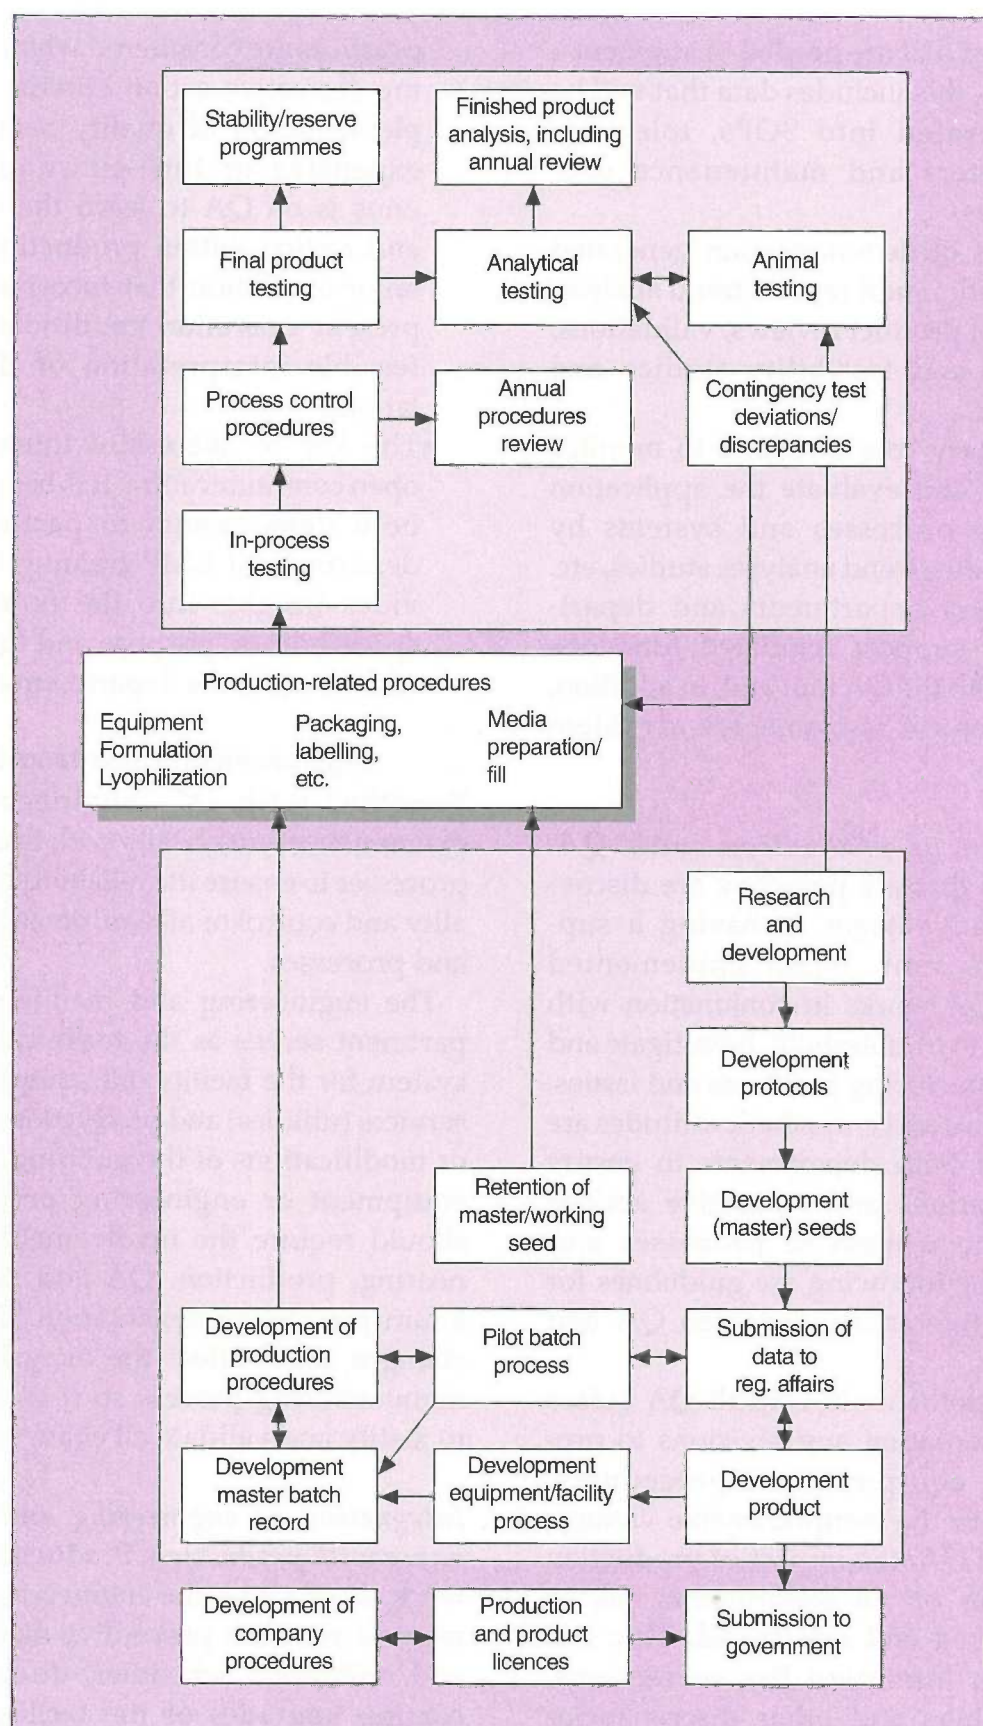 Stability/reserve
programmes
Finished product
analysis, including
annual review
Final product
testing
Analytical
testing
Animal
testing
Process control
procedures
Annual
procedures
review
Contingency test
deviations/
discrepancies
In-process
testing
Production-related procedures
Equipment
Formulation
Lyophilization
Packaging,
labelling,
etc.
Media
preparation/
fill
Research
and
development
Development
protocols
Retention of
master/working
seed
Development
(master) seeds
Development of
production
procedures
Pilot batch
process
Submission of
data to
reg. affairs
Development
master batch
record
Development
equipment/facility
process
Development
product
Development of
company
procedures
Production
and product
licences
Submission to
government